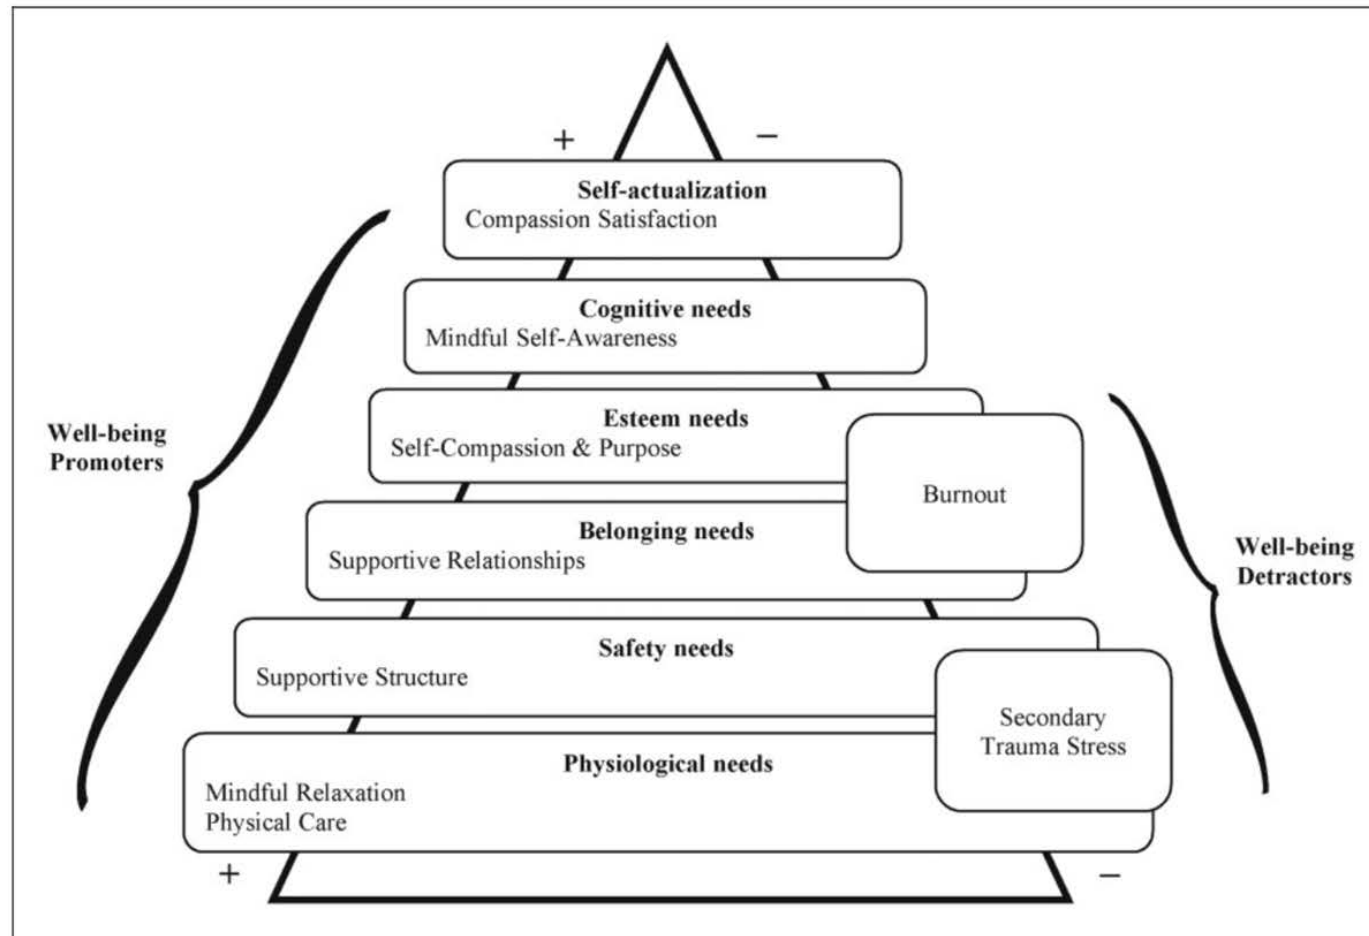 +
−
Self-actualization
Compassion Satisfaction
Cognitive needs
Mindful Self-Awareness
Esteem needs
Self-Compassion & Purpose
Well-being
Promoters
Burnout
Belonging needs
Supportive Relationships
Well-being
Detractors
Safety needs
Supportive Structure
Secondary
Trauma Stress
Physiological needs
Mindful Relaxation
Physical Care
+
−